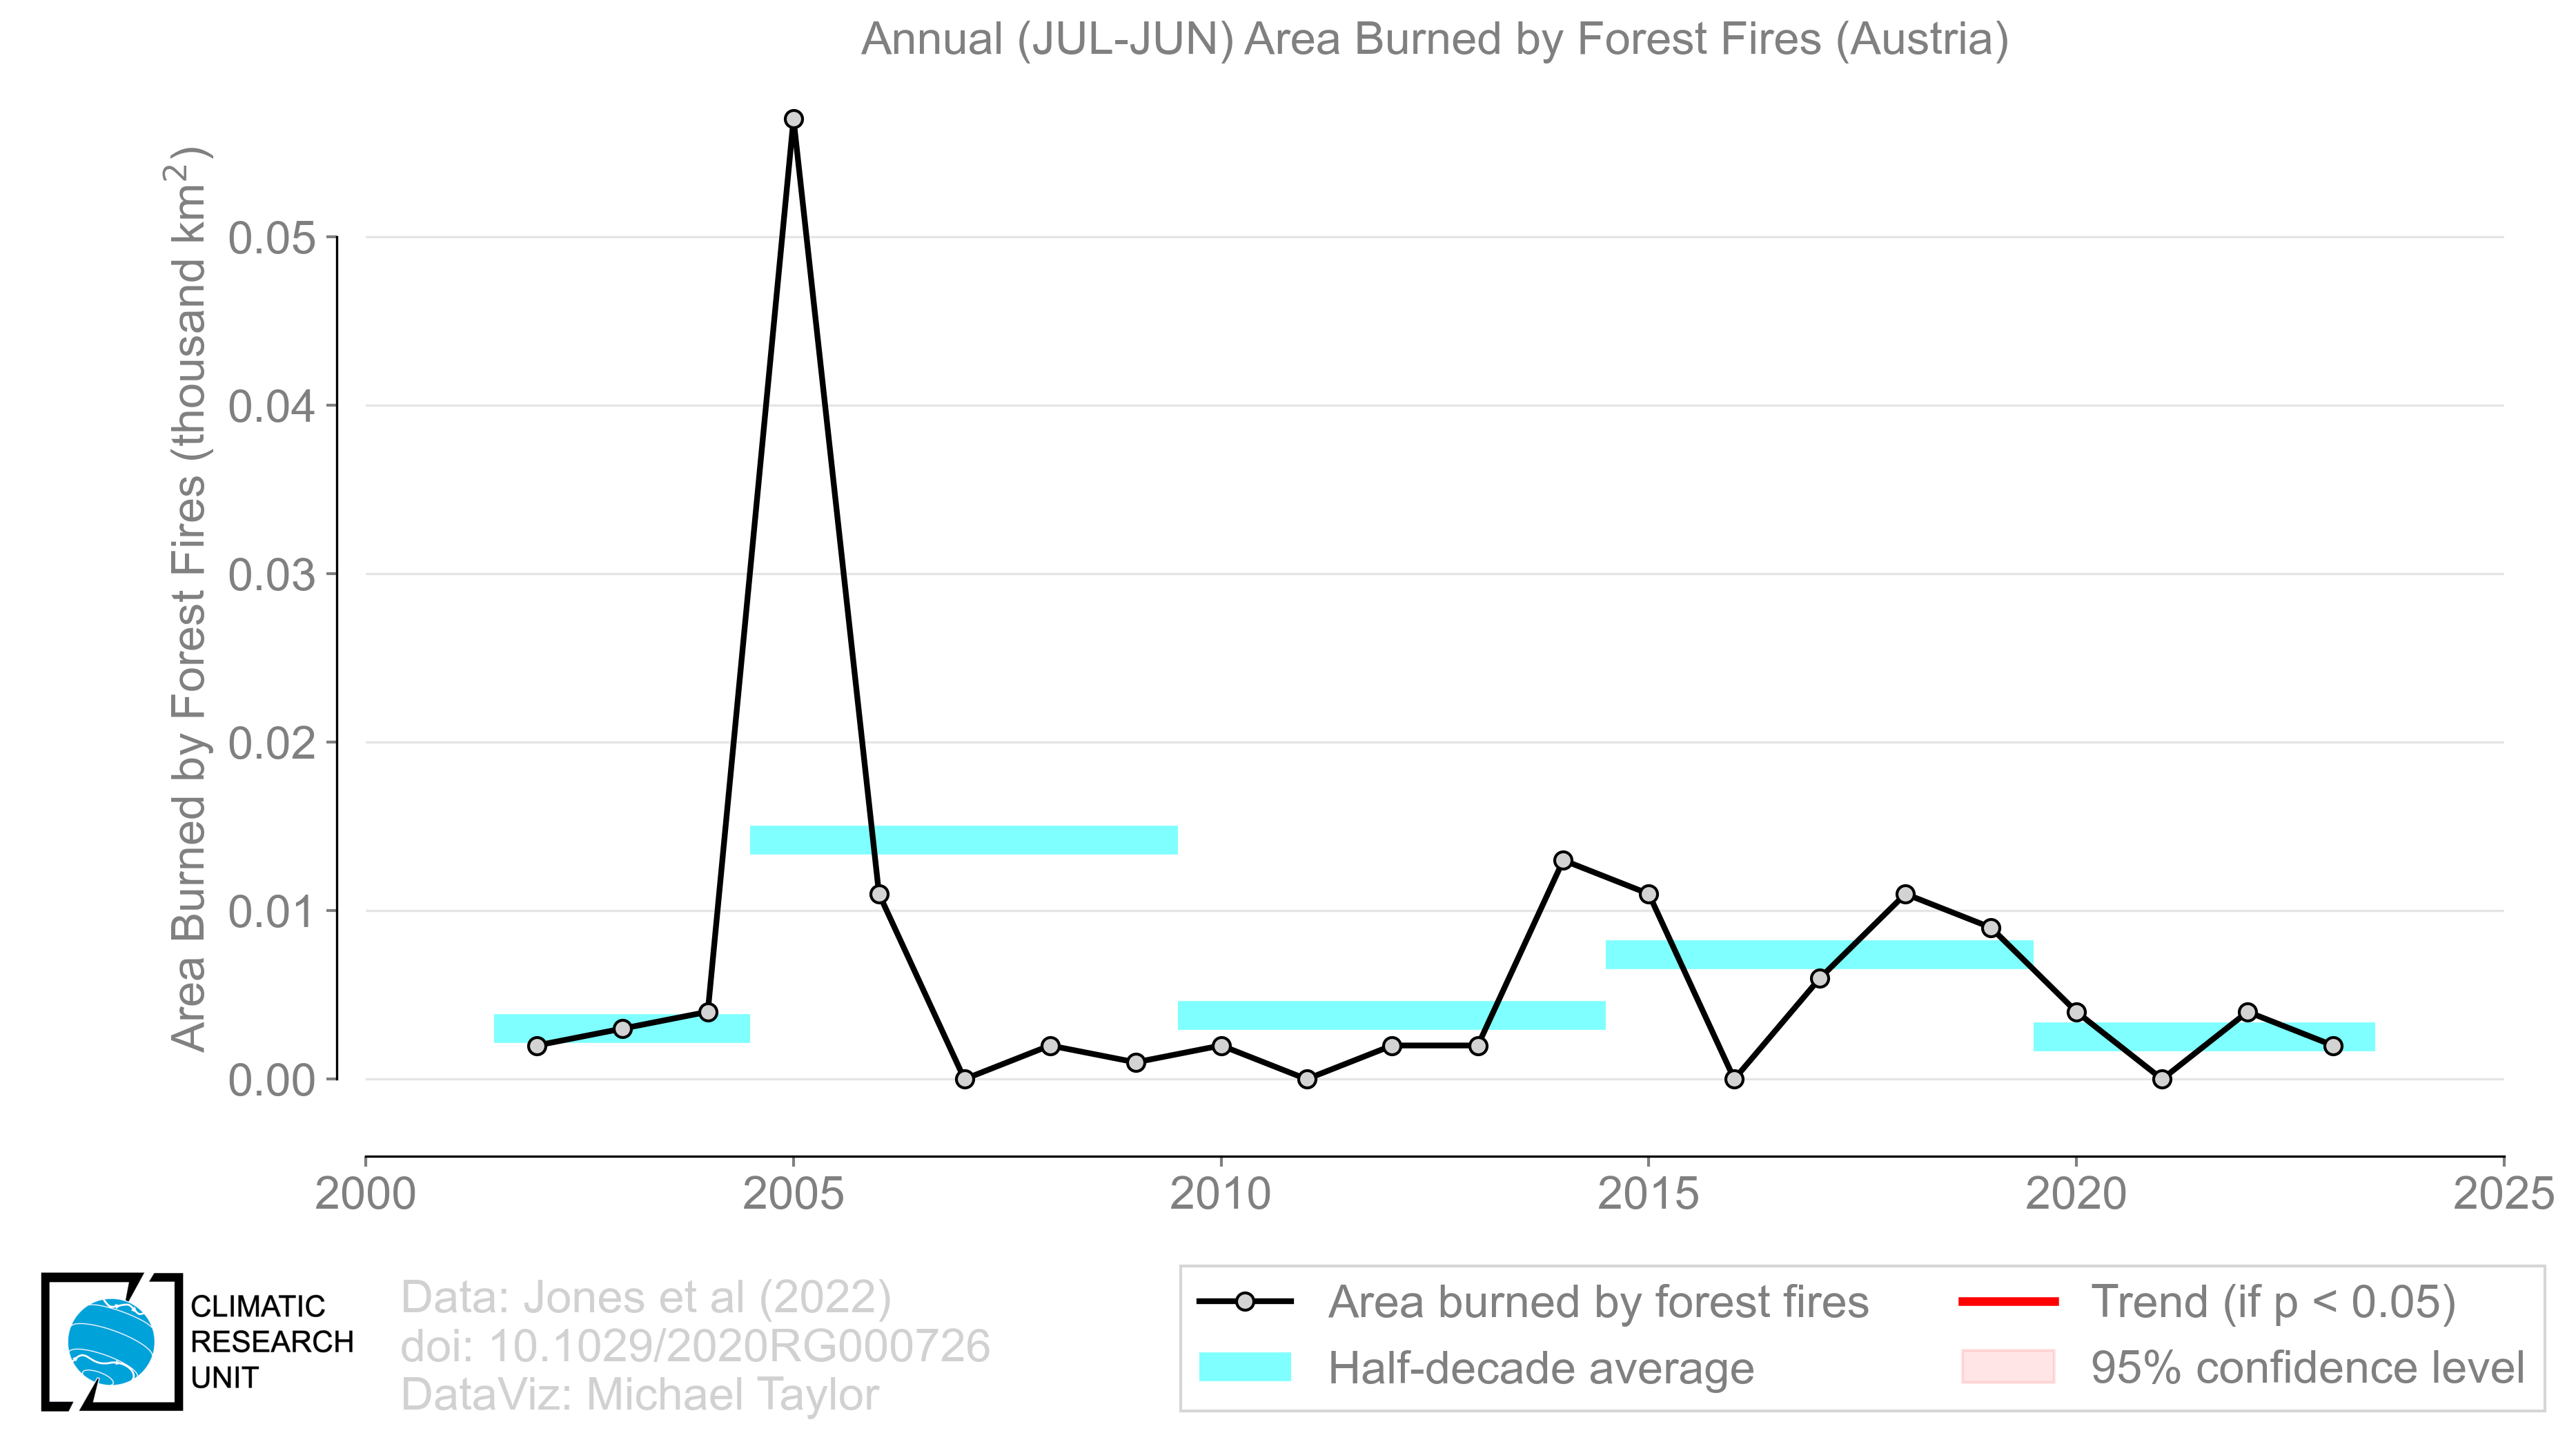 Annual (JUL-JUN) Area Burned by Forest Fires (Austria)
Area Burned by Forest Fires (thousand km²)
0.05
0.04
0.03
0.02
0.01
0.00
2000 2005 2010 2015 2020 2025
CLIMATIC
RESEARCH
UNIT
Data: Jones et al (2022)
doi: 10.1029/2020RG000726
DataViz: Michael Taylor
Area burned by forest fires
Half-decade average
Trend (if p < 0.05)
95% confidence level